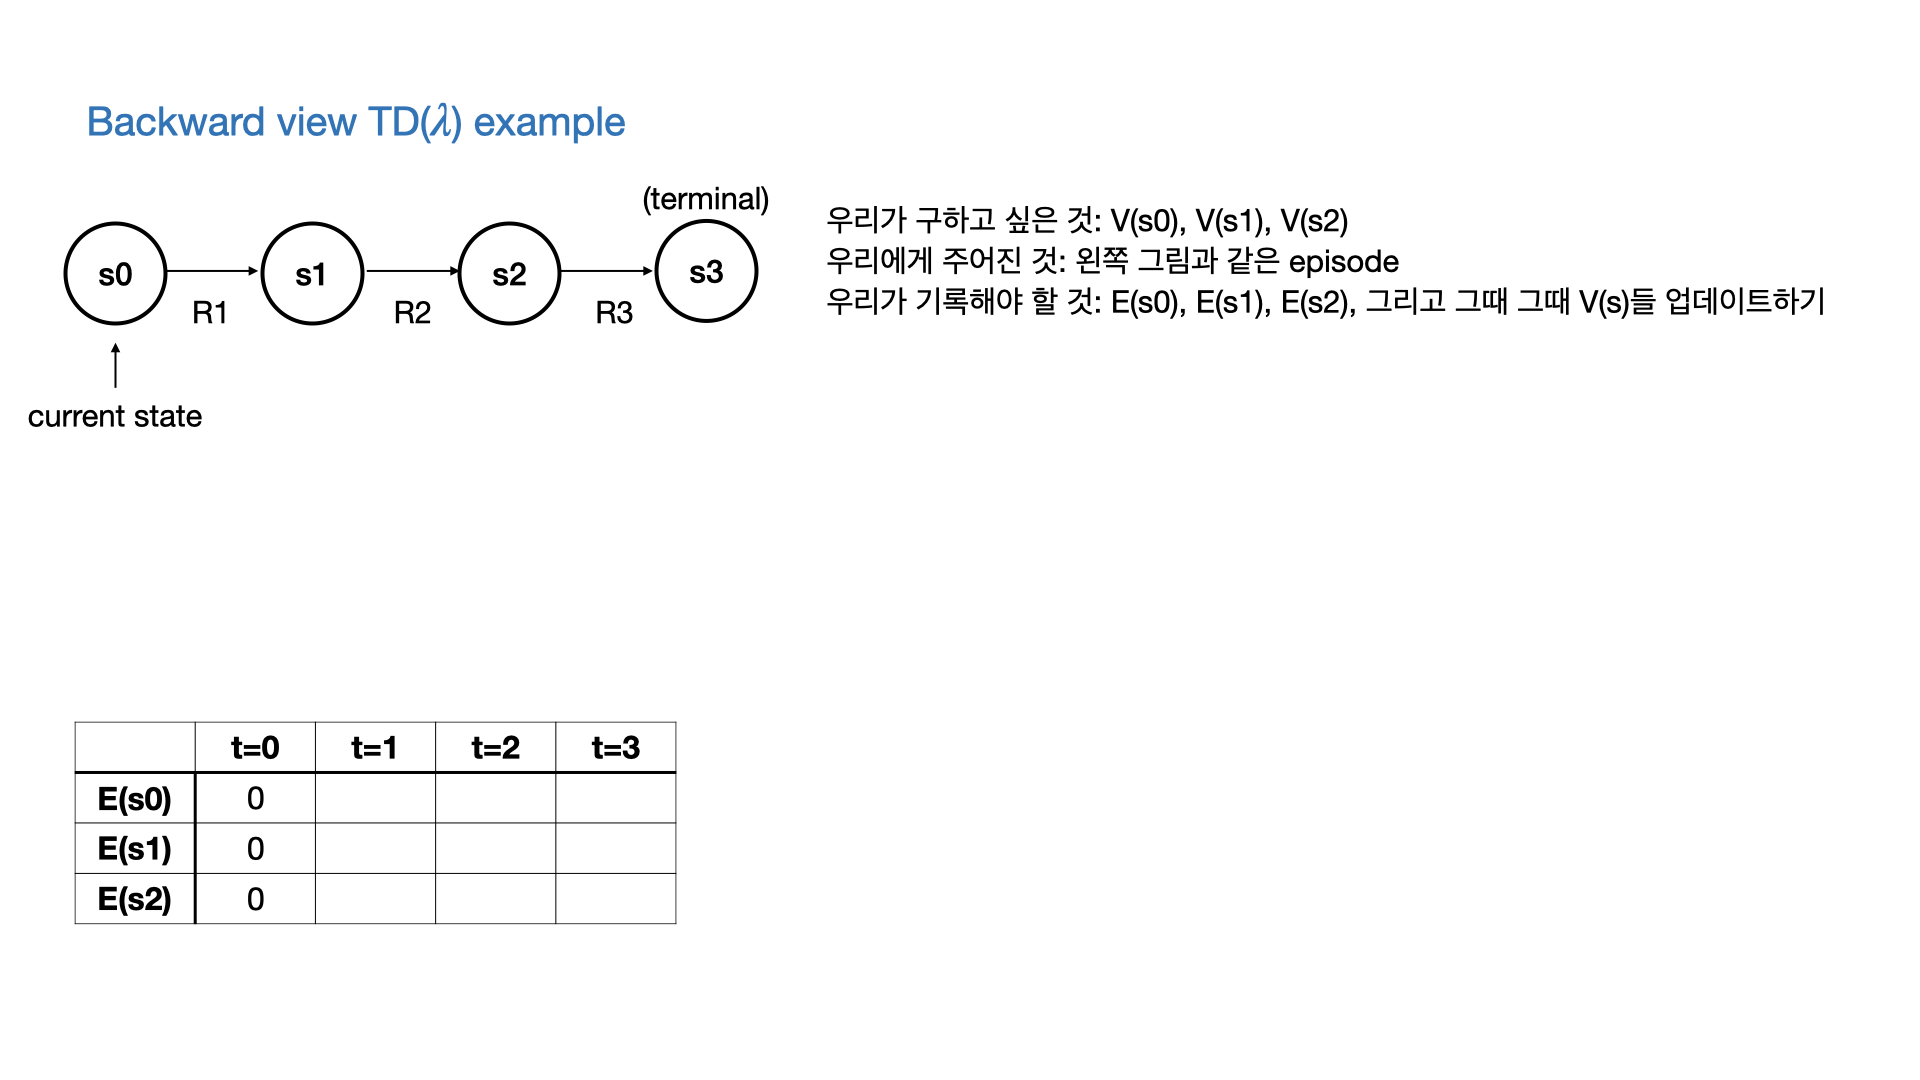 Backward view TD(λ) example
(terminal)
s0 s1 s2 s3
R1 R2 R3
current state
우리가 구하고 싶은 것: V(s0), V(s1), V(s2)
우리에게 주어진 것: 왼쪽 그림과 같은 episode
우리가 기록해야 할 것: E(s0), E(s1), E(s2), 그리고 그때 그때 V(s)들 업데이트하기
t=0 t=1 t=2 t=3
E(s0) 0
E(s1) 0
E(s2) 0